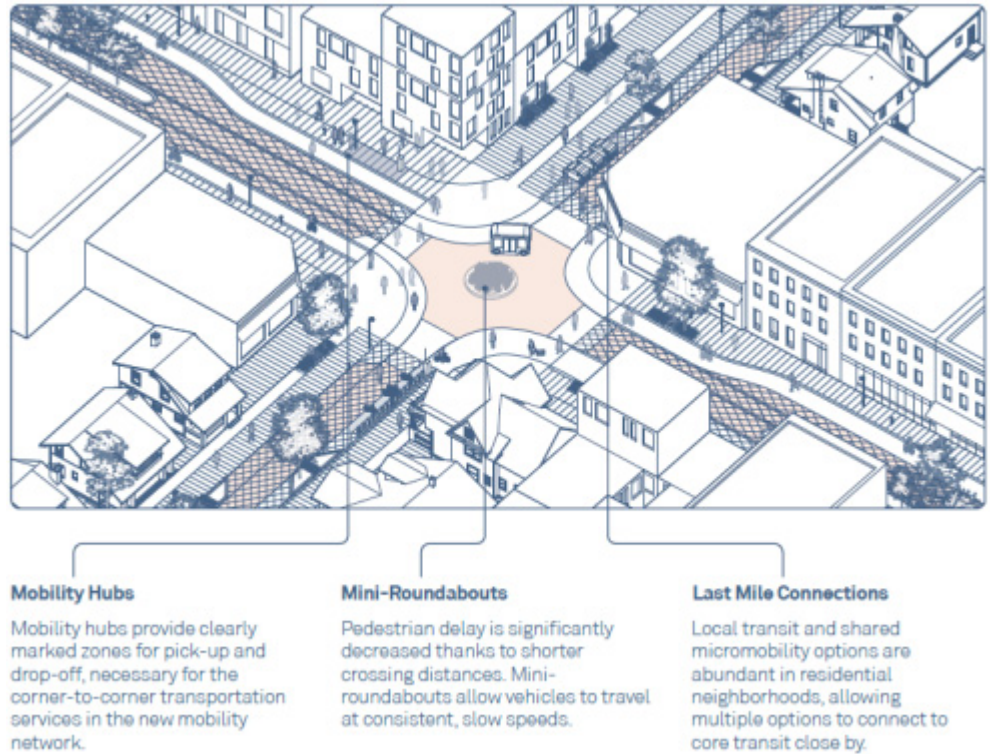 Mobility Hubs
Mobility hubs provide clearly
marked zones for pick-up and
drop-off, necessary for the
corner-to-corner transportation
services in the new mobility
network.
Mini-Roundabouts
Pedestrian delay is significantly
decreased thanks to shorter
crossing distances. Mini-
roundabouts allow vehicles to travel
at consistent, slow speeds.
Last Mile Connections
Local transit and shared
micromobility options are
abundant in residential
neighborhoods, allowing
multiple options to connect to
core transit close by.